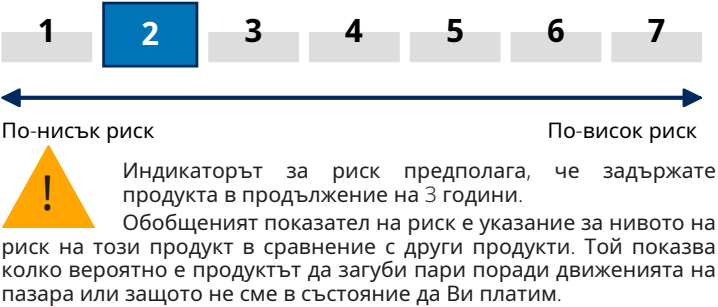 1 2 3 4 5 6 7
По-нисък риск По-висок риск
! Индикаторът за риск предполага, че задържате
продукта в продължение на 3 години.
Обобщеният показател на риск е указание за нивото на
риск на този продукт в сравнение с други продукти. Той показва
колко вероятно е продуктът да загуби пари поради движенията на
пазара или защото не сме в състояние да Ви платим.